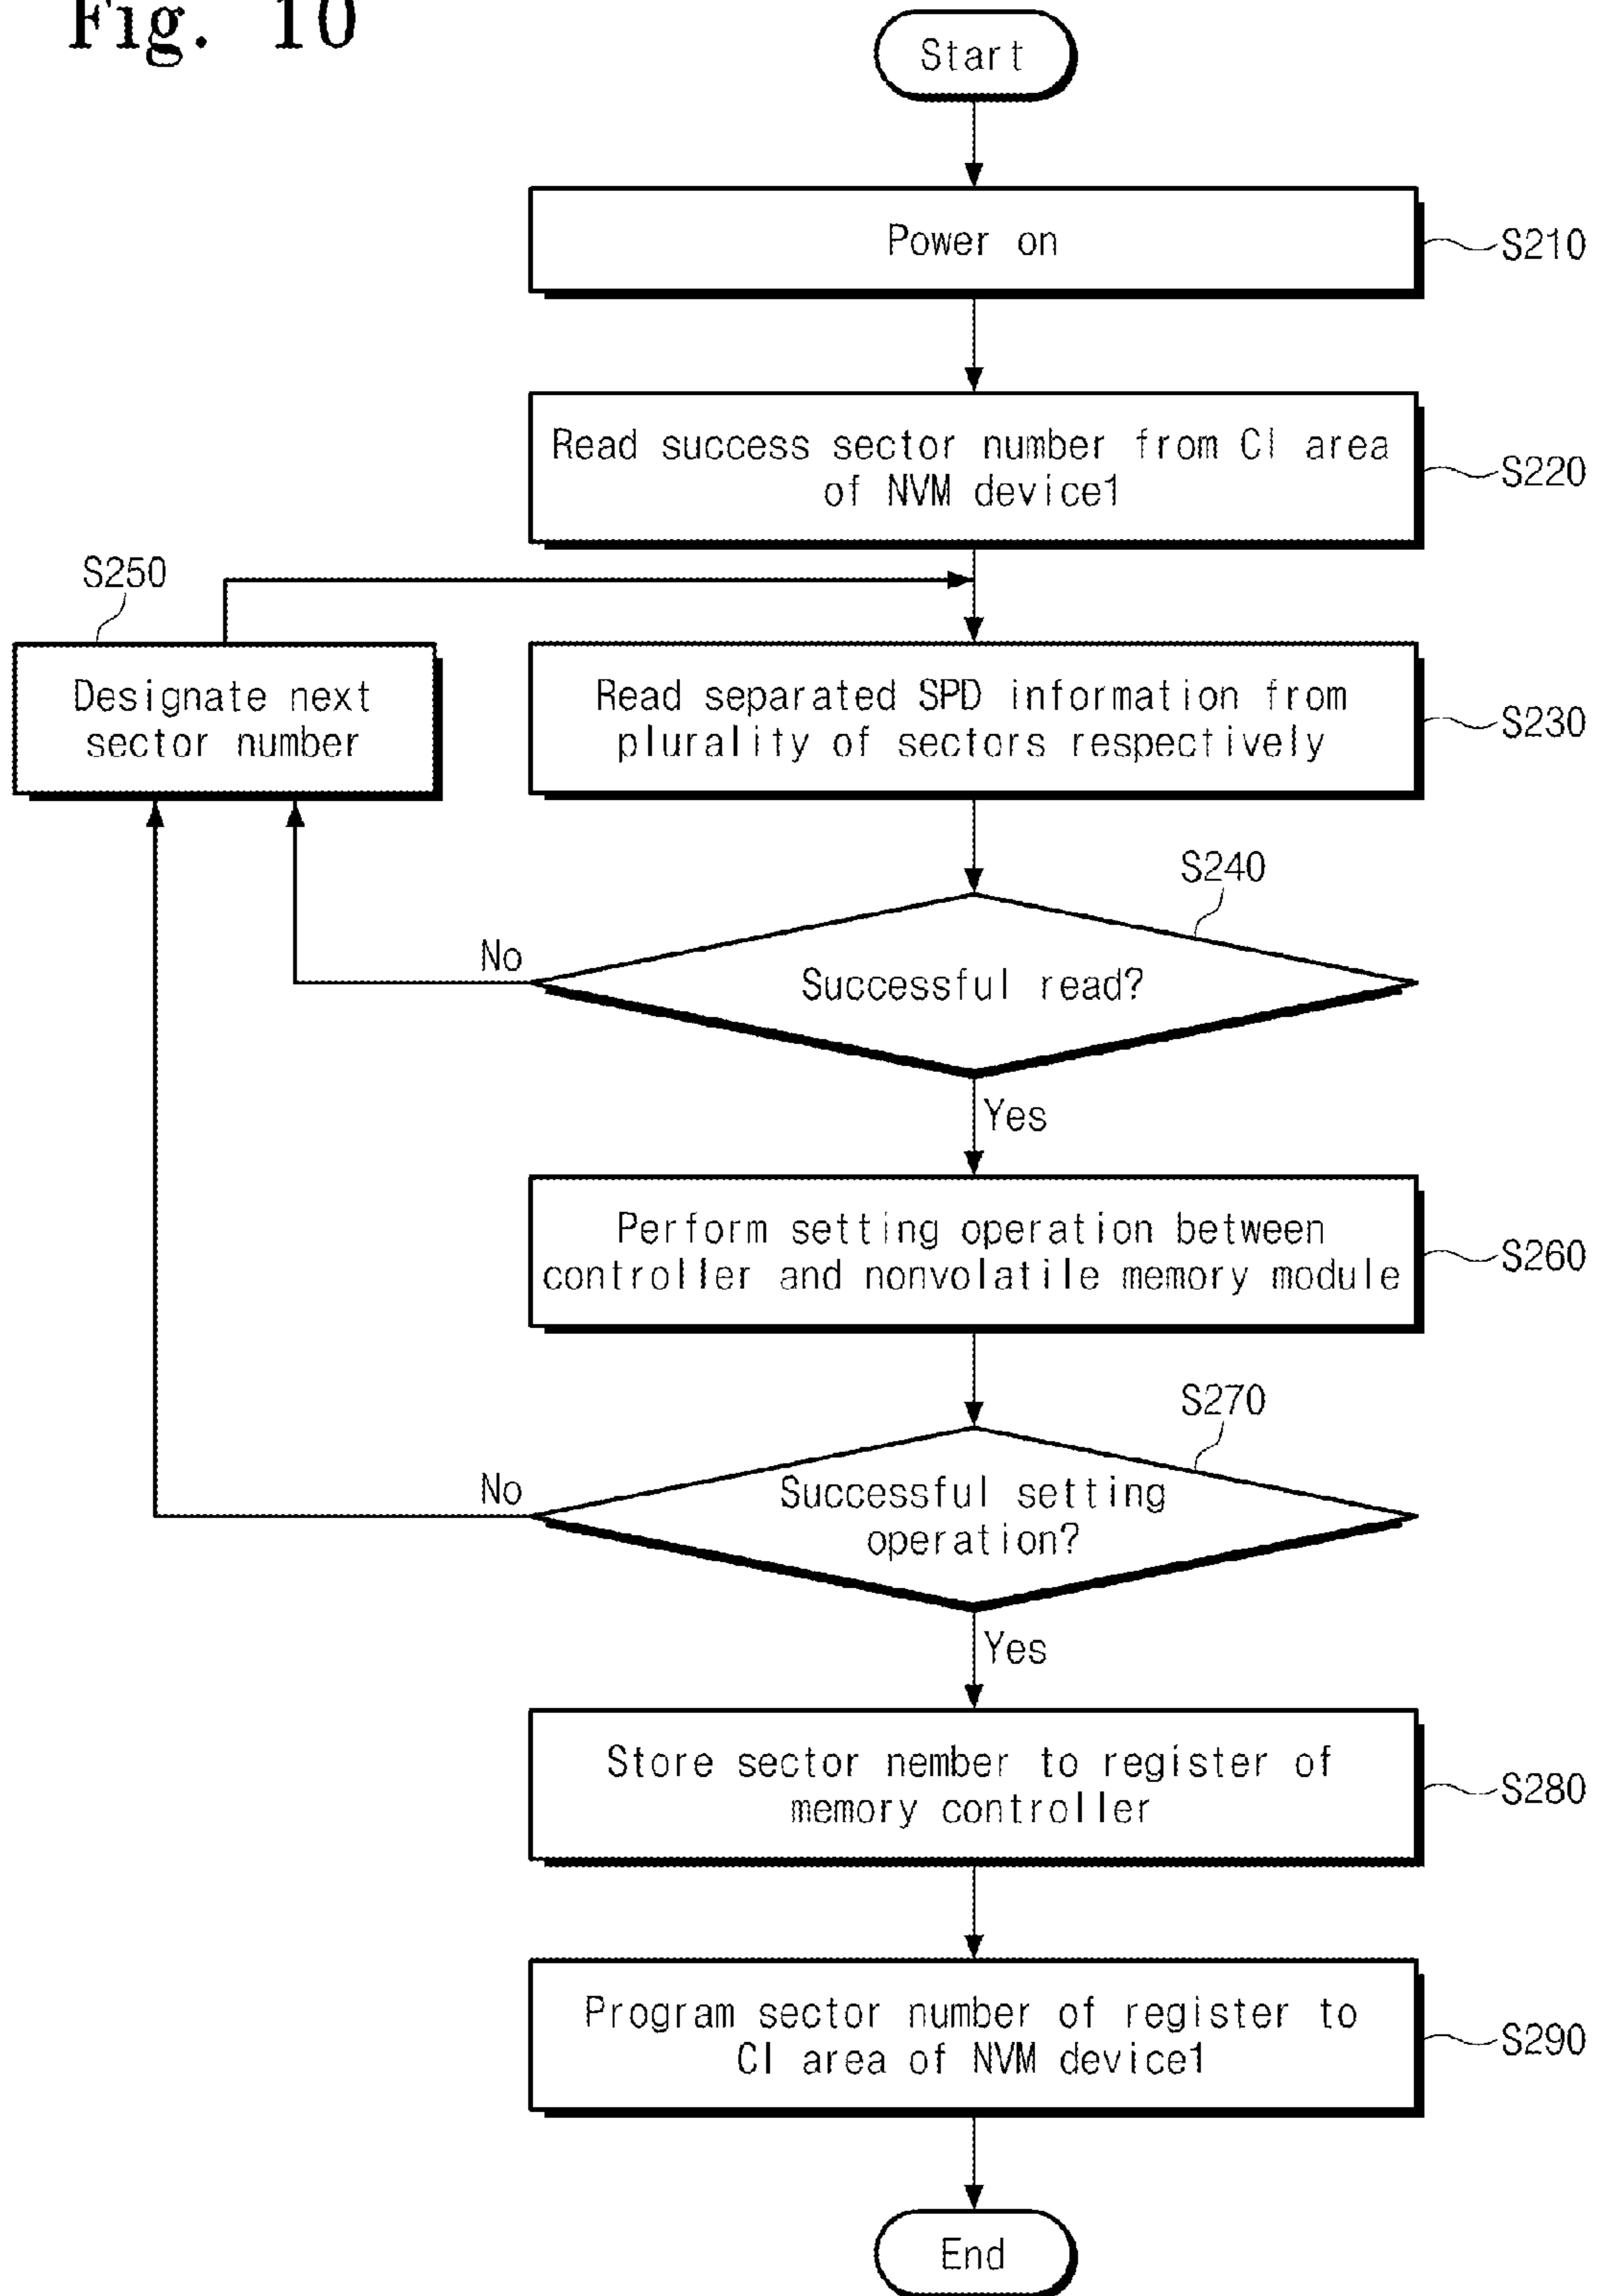 Fig. 10
Start
Power on
S210
Read success sector number from CI area
of NVM device1
S220
S250
Designate next
sector number
Read separated SPD information from
plurality of sectors respectively
S230
S240
No
Successful read?
Yes
Perform setting operation between
controller and nonvolatile memory module
S260
S270
No
Successful setting
operation?
Yes
Store sector nember to register of
memory controller
S280
Program sector number of register to
CI area of NVM device1
S290
End